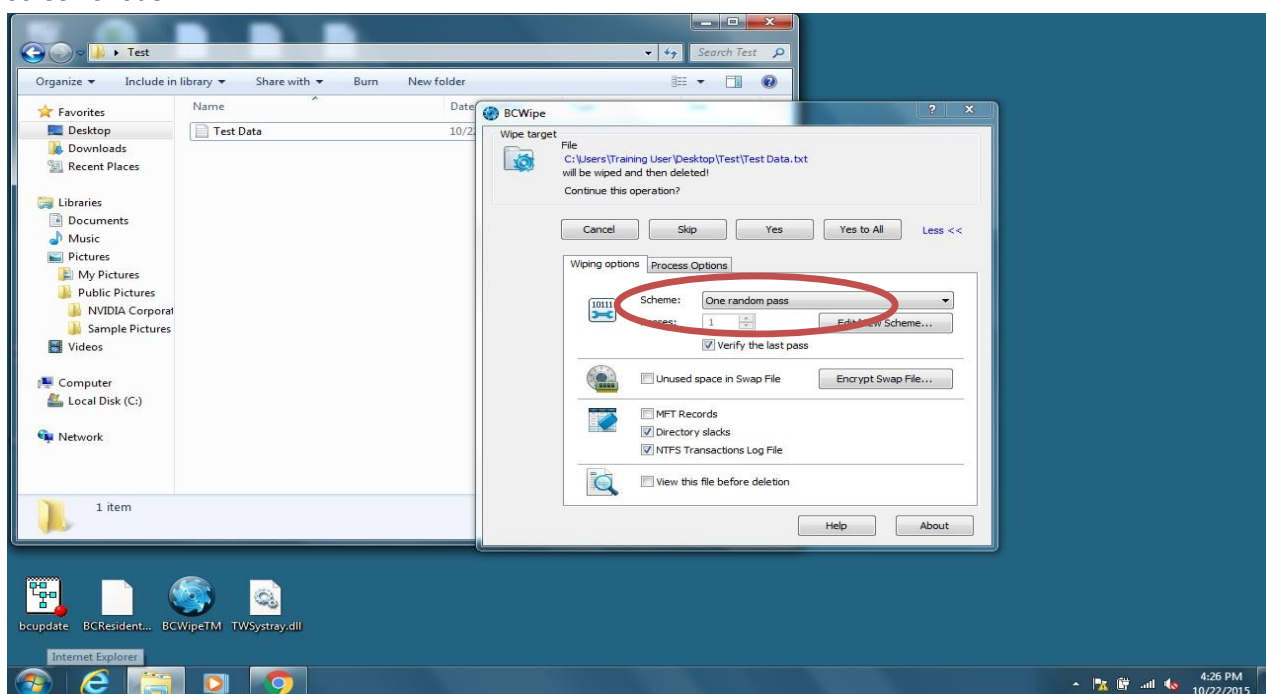 Test
Search Test
Organize Include in library Share with Burn New folder
Favorites
Desktop
Downloads
Recent Places
Libraries
Documents
Music
Pictures
My Pictures
Public Pictures
NVIDIA Corporat
Sample Pictures
Videos
Computer
Local Disk (C:)
Network
Name Date
Test Data 10/2
1 item
BCWipe
Wipe target
File
C:\Users\Training User\Desktop\Test\Test Data.txt
will be wiped and then deleted!
Continue this operation?
Cancel Skip Yes Yes to All Less <<
Wiping options Process Options
10111
Scheme: One random pass
1 Scheme...
Verify the last pass
Unused space in Swap File Encrypt Swap File...
MFT Records
Directory slacks
NTFS Transactions Log File
View this file before deletion
Help About
bcupdate BCResident... BCWipeTM TWSystray.dll
Internet Explorer
4:26 PM
10/22/2015